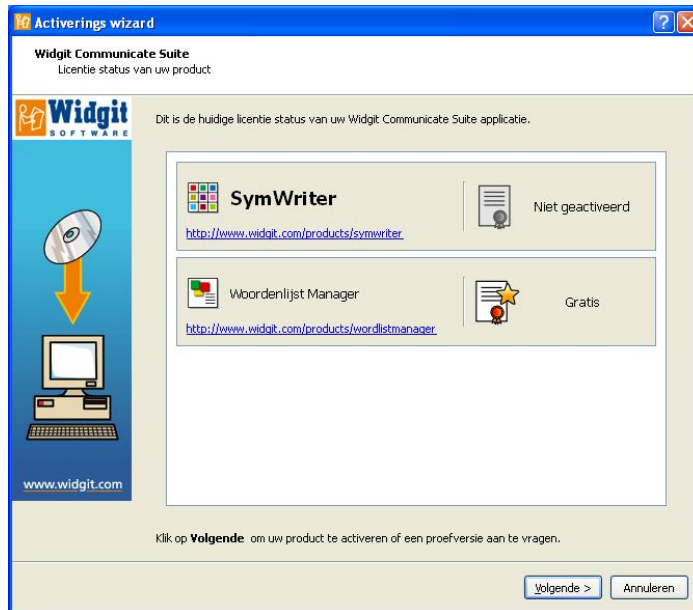 Activerings wizard
Widgit Communicate Suite
Licentie status van uw product
Widgit
SOFTWARE
Dit is de huidige licentie status van uw Widgit Communicate Suite applicatie.
SymWriter
Niet geactiveerd
http://www.widgit.com/products/symwriter
Woordenlijst Manager
Gratis
http://www.widgit.com/products/wordlistmanager
www.widgit.com
Klik op Volgende om uw product te activeren of een proefversie aan te vragen.
Volgende >
Annuleren